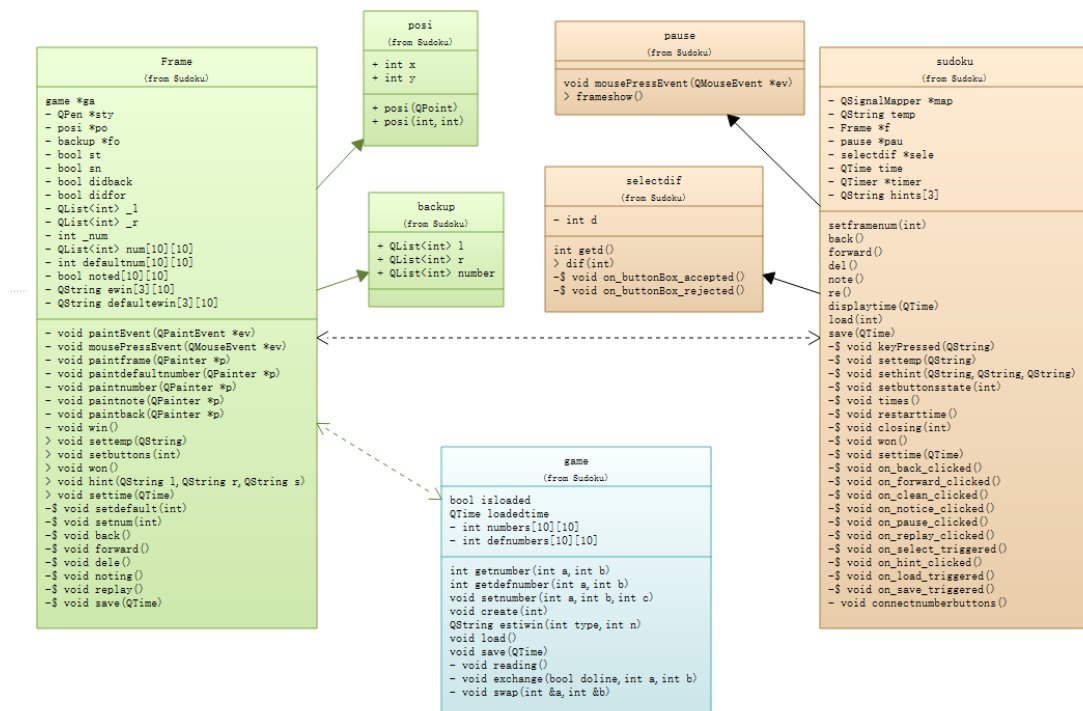 Frame
(from Sudoku)
game *ga
- QPen *sty
- posi *po
- backup *fo
- bool st
- bool sn
- bool didback
- bool didfor
- QList<int> _l
- QList<int> _r
- int _num
- QList<int> num[10][10]
- int defaultnum[10][10]
- bool noted[10][10]
- QString ewin[3][10]
- QString defaultewin[3][10]
- void paintEvent(QPaintEvent *ev)
- void mousePressEvent(QMouseEvent *ev)
- void paintframe(QPainter *p)
- void paintdefaultnumber(QPainter *p)
- void paintnumber(QPainter *p)
- void paintnote(QPainter *p)
- void paintback(QPainter *p)
- void win()
> void settemp(QString)
> void setbuttons(int)
> void won()
> void hint(QString l, QString r, QString s)
> void settime(QTime)
-$ void setdefault(int)
-$ void setnum(int)
-$ void back()
-$ void forward()
-$ void dele()
-$ void noting()
-$ void replay()
-$ void save(QTime)
posi
(from Sudoku)
+ int x
+ int y
+ posi(QPoint)
+ posi(int, int)
backup
(from Sudoku)
+ QList<int> l
+ QList<int> r
+ QList<int> number
pause
(from Sudoku)
void mousePressEvent(QMouseEvent *ev)
> frameshow()
selectdif
(from Sudoku)
- int d
int getd()
> dif(int)
-$ void on_buttonBox_accepted()
-$ void on_buttonBox_rejected()
game
(from Sudoku)
bool isloaded
QTime loadedtime
- int numbers[10][10]
- int defnumbers[10][10]
int getnumber(int a, int b)
int getdefnumber(int a, int b)
void setnumber(int a, int b, int c)
void create(int)
QString estiwin(int type, int n)
void load()
void save(QTime)
- void reading()
- void exchange(bool doline, int a, int b)
- void swap(int &a, int &b)
sudoku
(from Sudoku)
- QSignalMapper *map
- QString temp
- Frame *f
- pause *pau
- selectdif *sele
- QTime time
- QTimer *timer
- QString hints[3]
setframenum(int)
back()
forward()
del()
note()
re()
displaytime(QTime)
load(int)
save(QTime)
-$ void keyPressed(QString)
-$ void settemp(QString)
-$ void sethint(QString, QString, QString)
-$ void setbuttonsstate(int)
-$ void times()
-$ void restarttime()
-$ void closing(int)
-$ void won()
-$ void settime(QTime)
-$ void on_back_clicked()
-$ void on_forward_clicked()
-$ void on_clean_clicked()
-$ void on_notice_clicked()
-$ void on_pause_clicked()
-$ void on_replay_clicked()
-$ void on_select_triggered()
-$ void on_hint_clicked()
-$ void on_load_triggered()
-$ void on_save_triggered()
- void connectnumberbuttons()